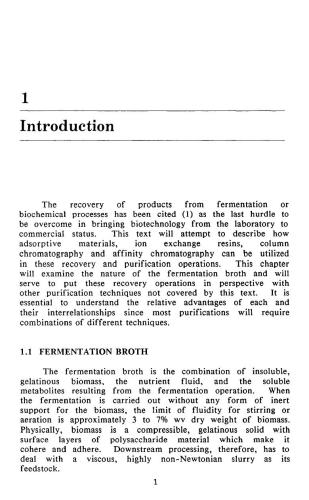 1
Introduction
The recovery of products from fermentation or
biochemical processes has been cited (1) as the last hurdle to
be overcome in bringing biotechnology from the laboratory to
commercial status. This text will attempt to describe how
adsorptive materials, ion exchange resins, column
chromatography and affinity chromatography can be utilized
in these recovery and purification operations. This chapter
will examine the nature of the fermentation broth and will
serve to put these recovery operations in perspective with
other purification techniques not covered by this text. It is
essential to understand the relative advantages of each and
their interrelationships since most purifications will require
combinations of different techniques.
1.1 FERMENTATION BROTH
The fermentation broth is the combination of insoluble,
gelatinous biomass, the nutrient fluid, and the soluble
metabolites resulting from the fermentation operation. When
the fermentation is carried out without any form of inert
support for the biomass, the limit of fluidity for stirring or
aeration is approximately 3 to 7% wv dry weight of biomass.
Physically, biomass is a compressible, gelatinous solid with
surface layers of polysaccharide material which make it
cohere and adhere. Downstream processing, therefore, has to
deal with a viscous, highly non-Newtonian slurry as its
feedstock.
1